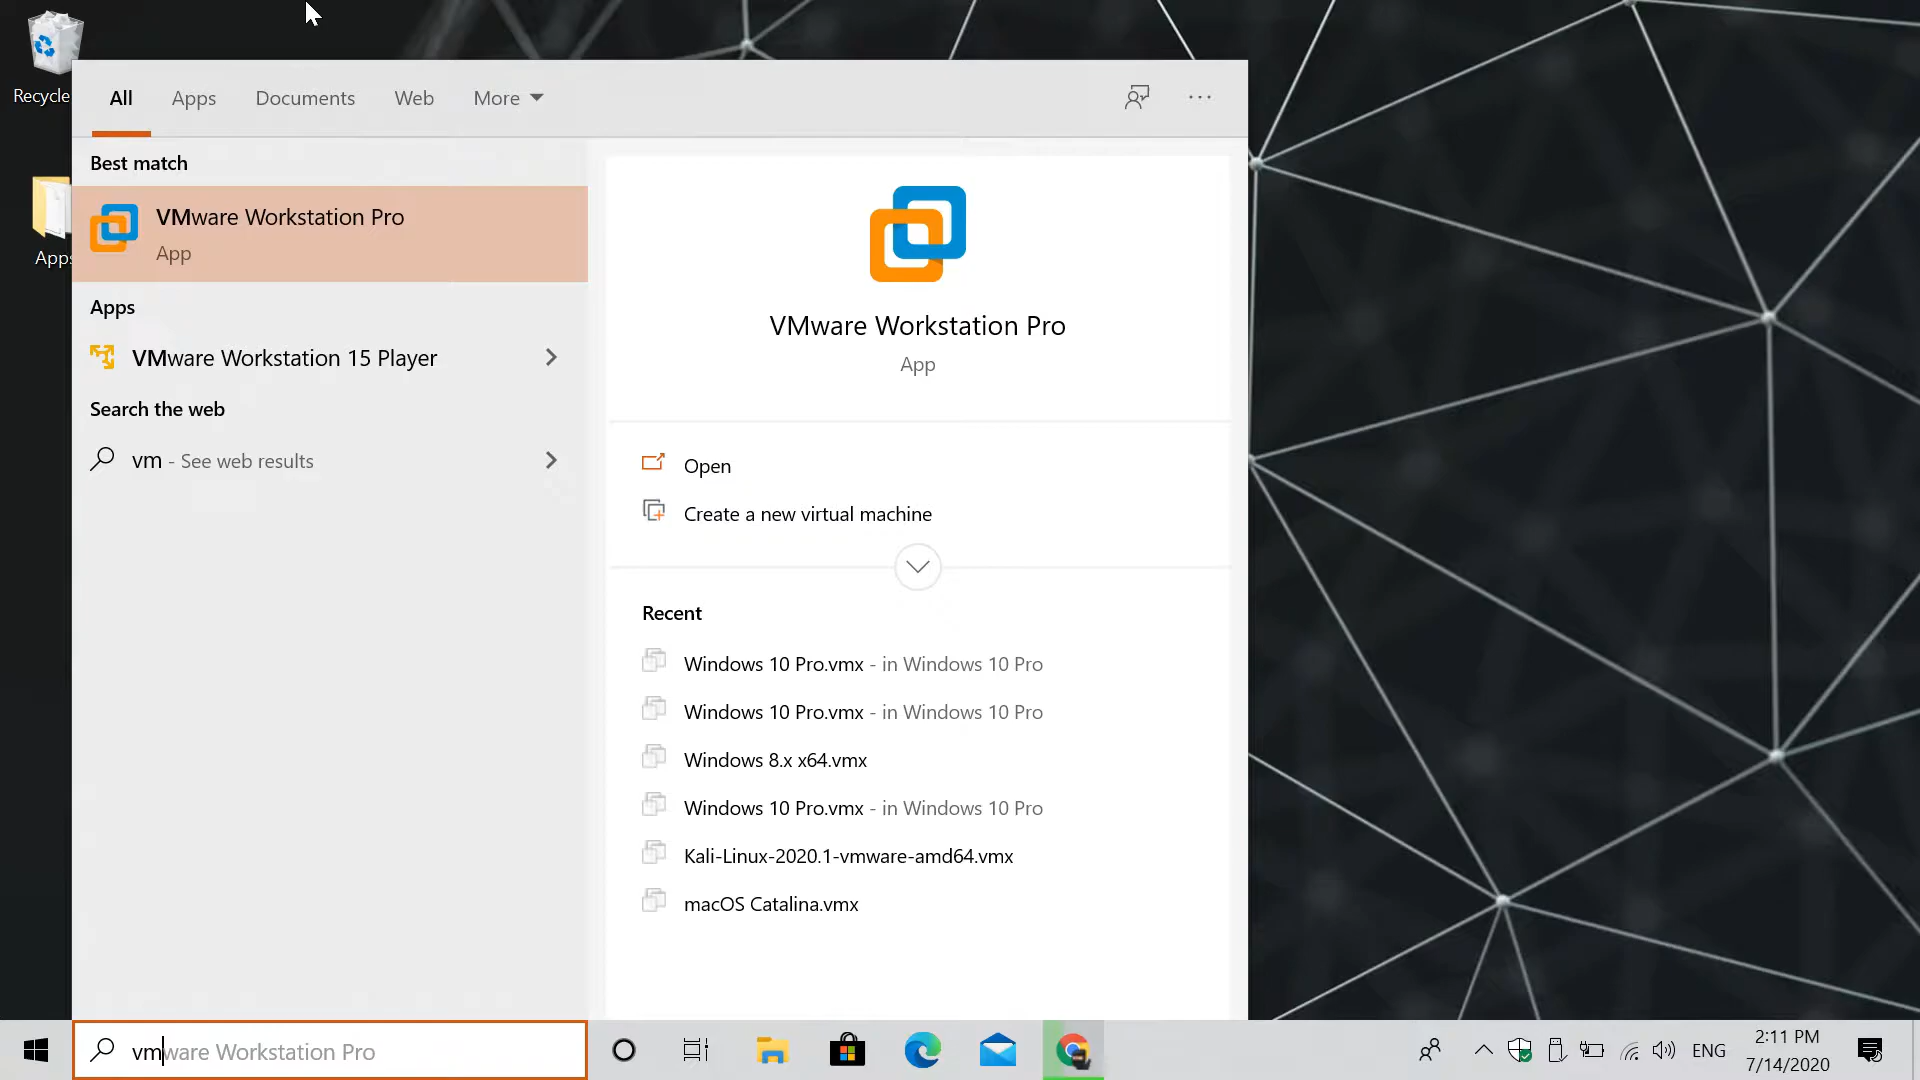 Recycle
Apps
All Apps Documents Web More
Best match
VMware Workstation Pro
App
Apps
VMware Workstation 15 Player
Search the web
vm - See web results
VMware Workstation Pro
App
Open
Create a new virtual machine
Recent
Windows 10 Pro.vmx - in Windows 10 Pro
Windows 10 Pro.vmx - in Windows 10 Pro
Windows 8.x x64.vmx
Windows 10 Pro.vmx - in Windows 10 Pro
Kali-Linux-2020.1-vmware-amd64.vmx
macOS Catalina.vmx
vmware Workstation Pro
ENG
2:11 PM
7/14/2020